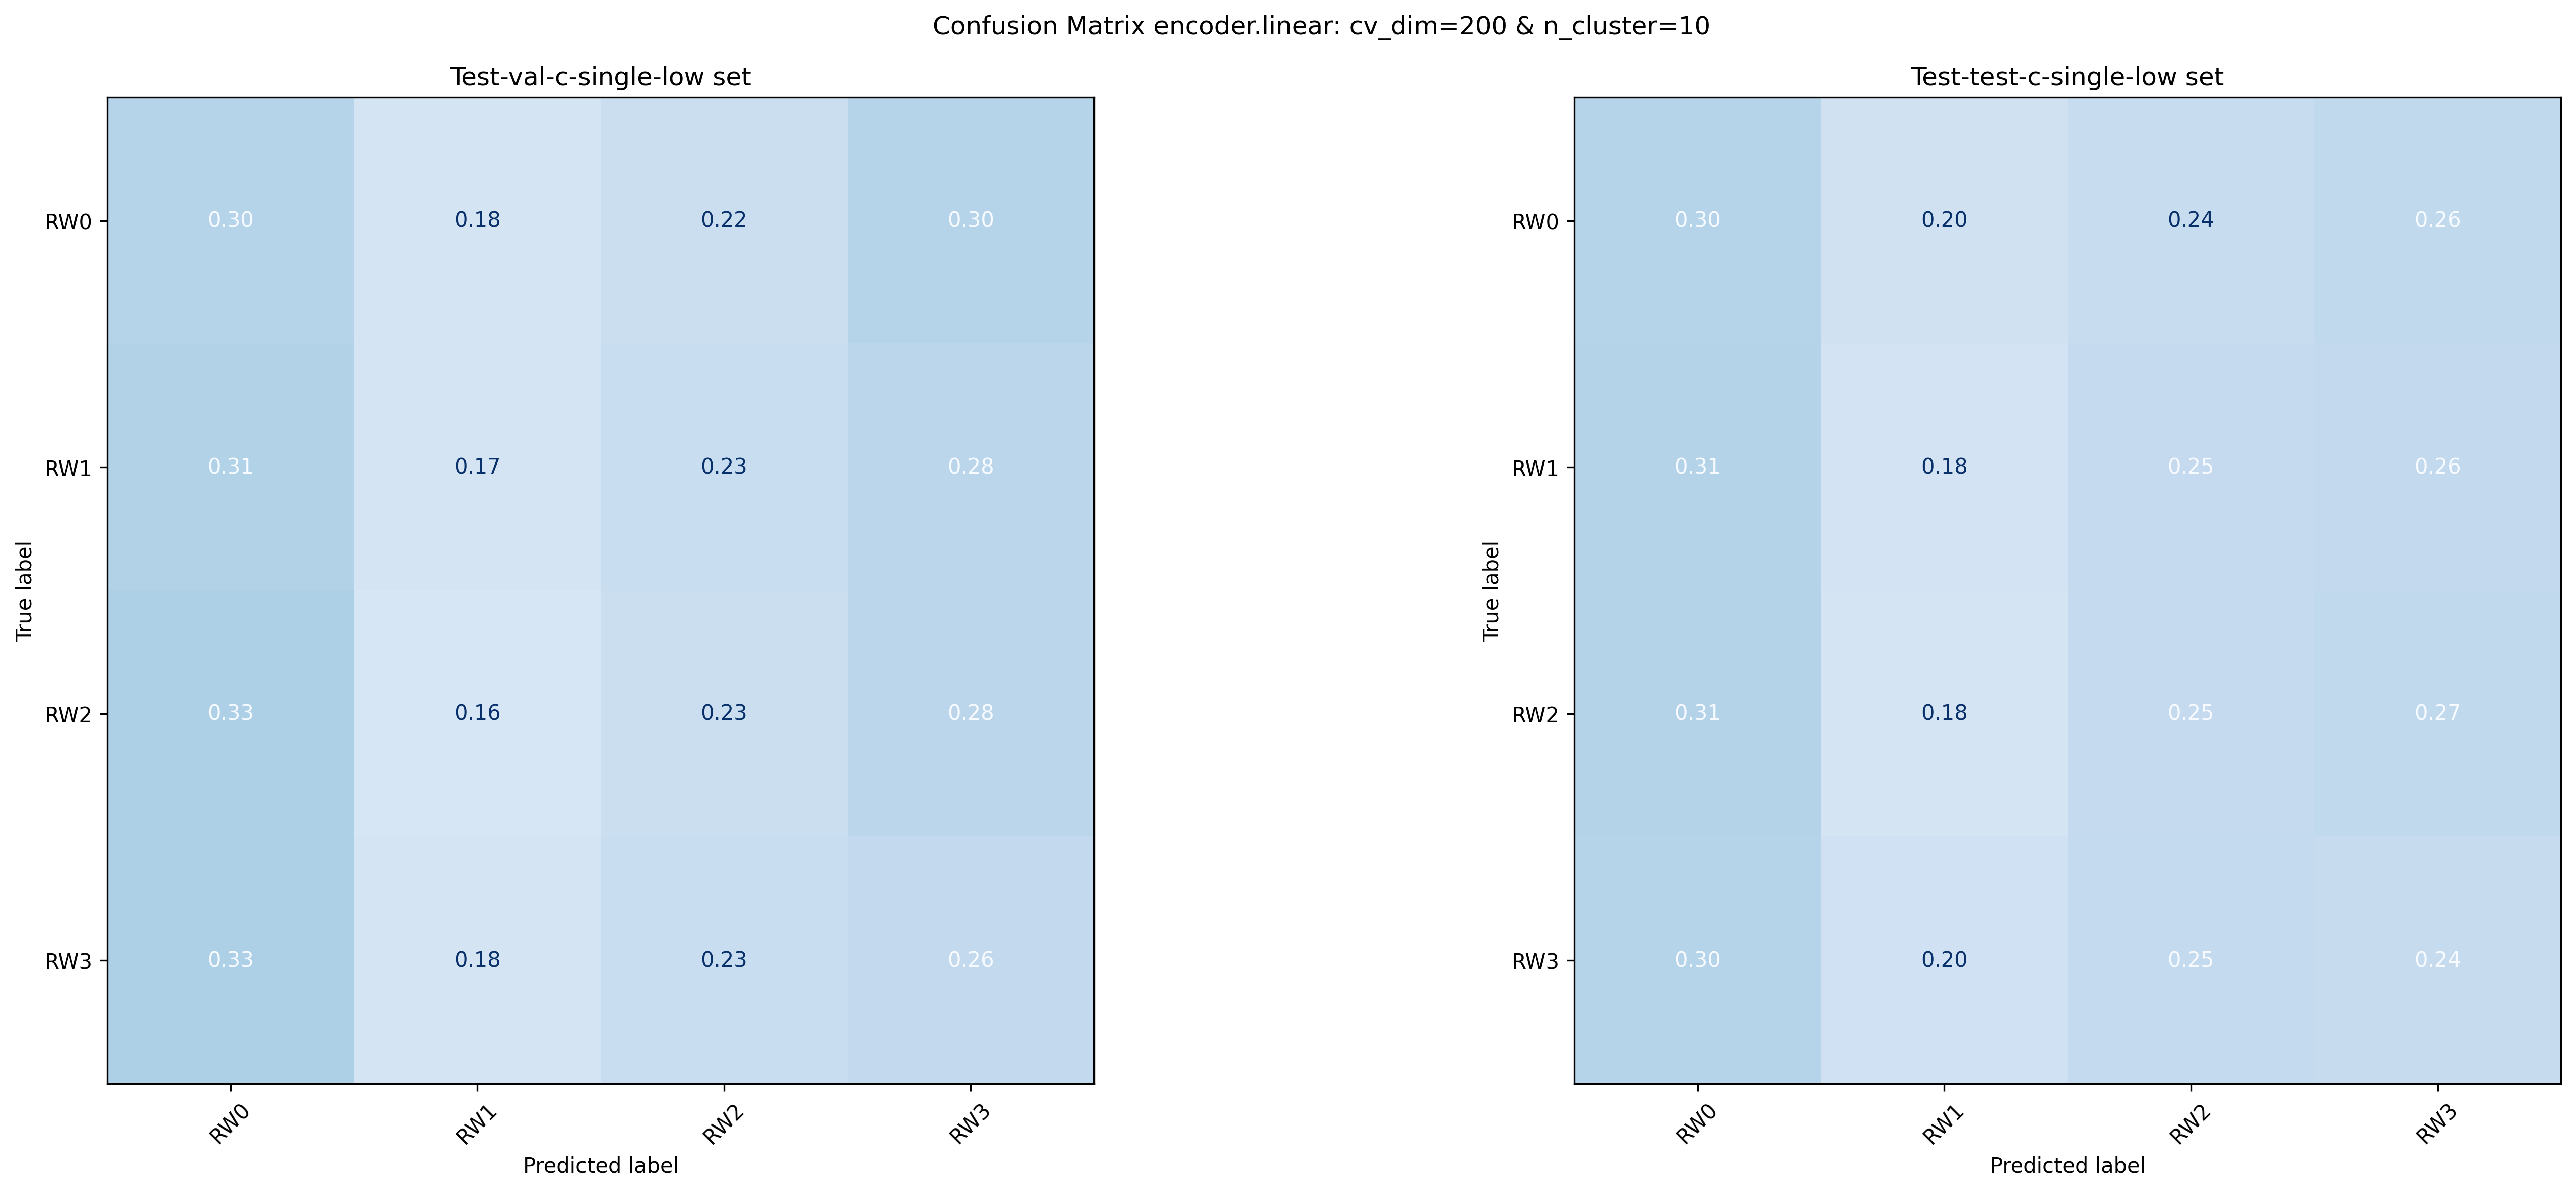 Confusion Matrix encoder.linear: cv_dim=200 & n_cluster=10
Test-val-c-single-low set
True label
RW0 0.30 0.18 0.22 0.30
RW1 0.31 0.17 0.23 0.28
RW2 0.33 0.16 0.23 0.28
RW3 0.33 0.18 0.23 0.26
RW0 RW1 RW2 RW3
Predicted label
Test-test-c-single-low set
True label
RW0 0.30 0.20 0.24 0.26
RW1 0.31 0.18 0.25 0.26
RW2 0.31 0.18 0.25 0.27
RW3 0.30 0.20 0.25 0.24
RW0 RW1 RW2 RW3
Predicted label